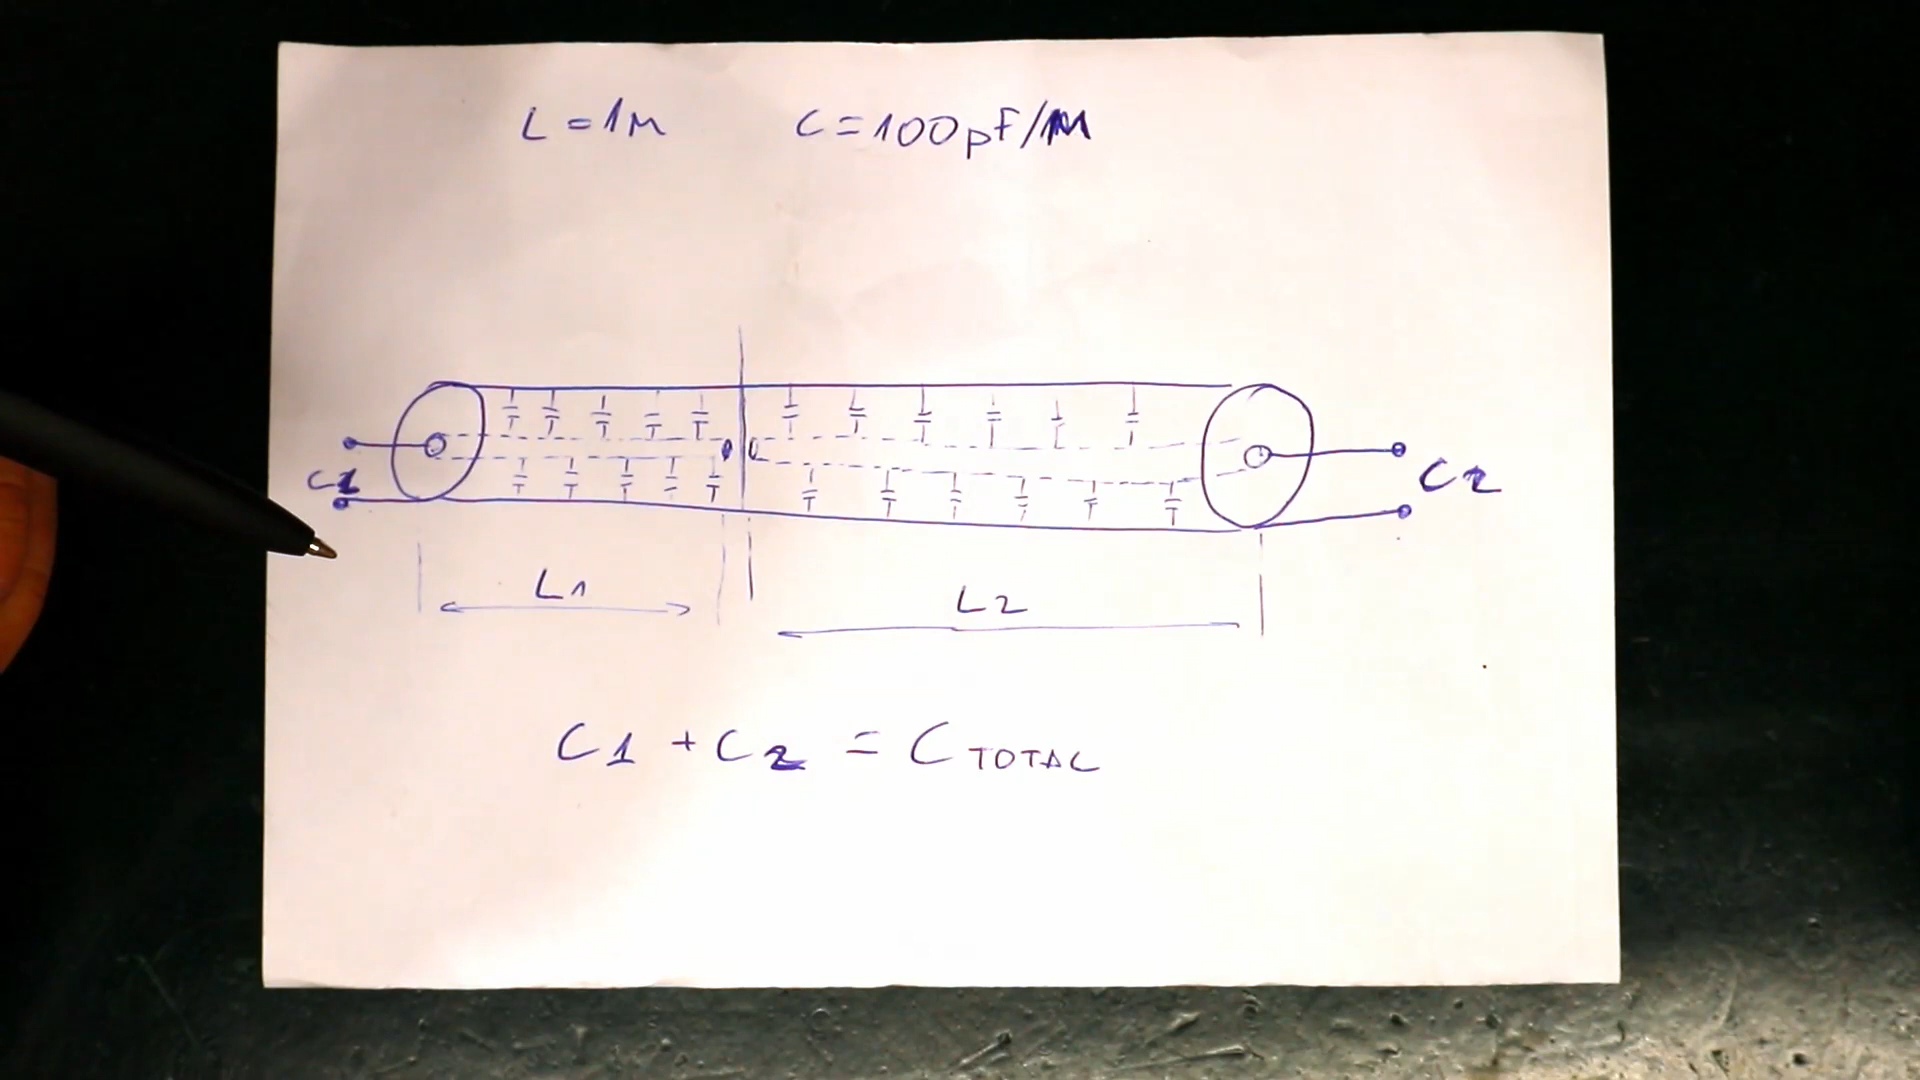 L = 1M C = 100pF/M
C1 C2
L1 L2
C1 + C2 = CTOTAL